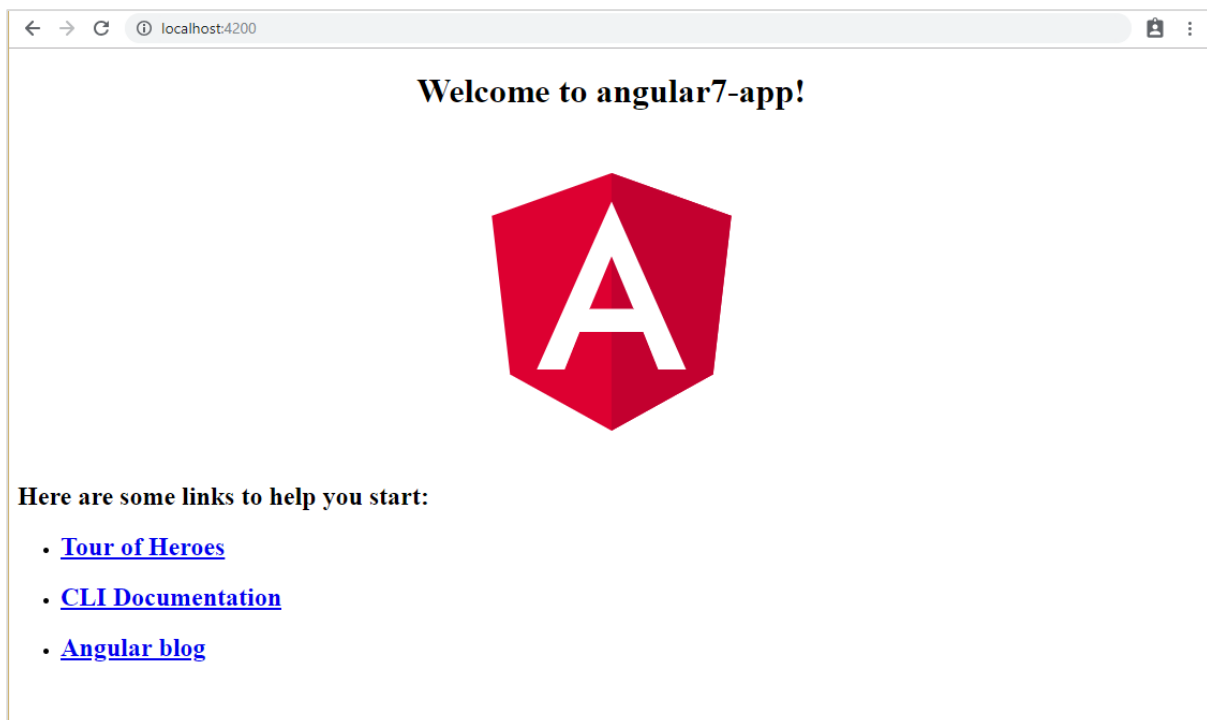 localhost:4200
Welcome to angular7-app!
A
Here are some links to help you start:
Tour of Heroes
CLI Documentation
Angular blog